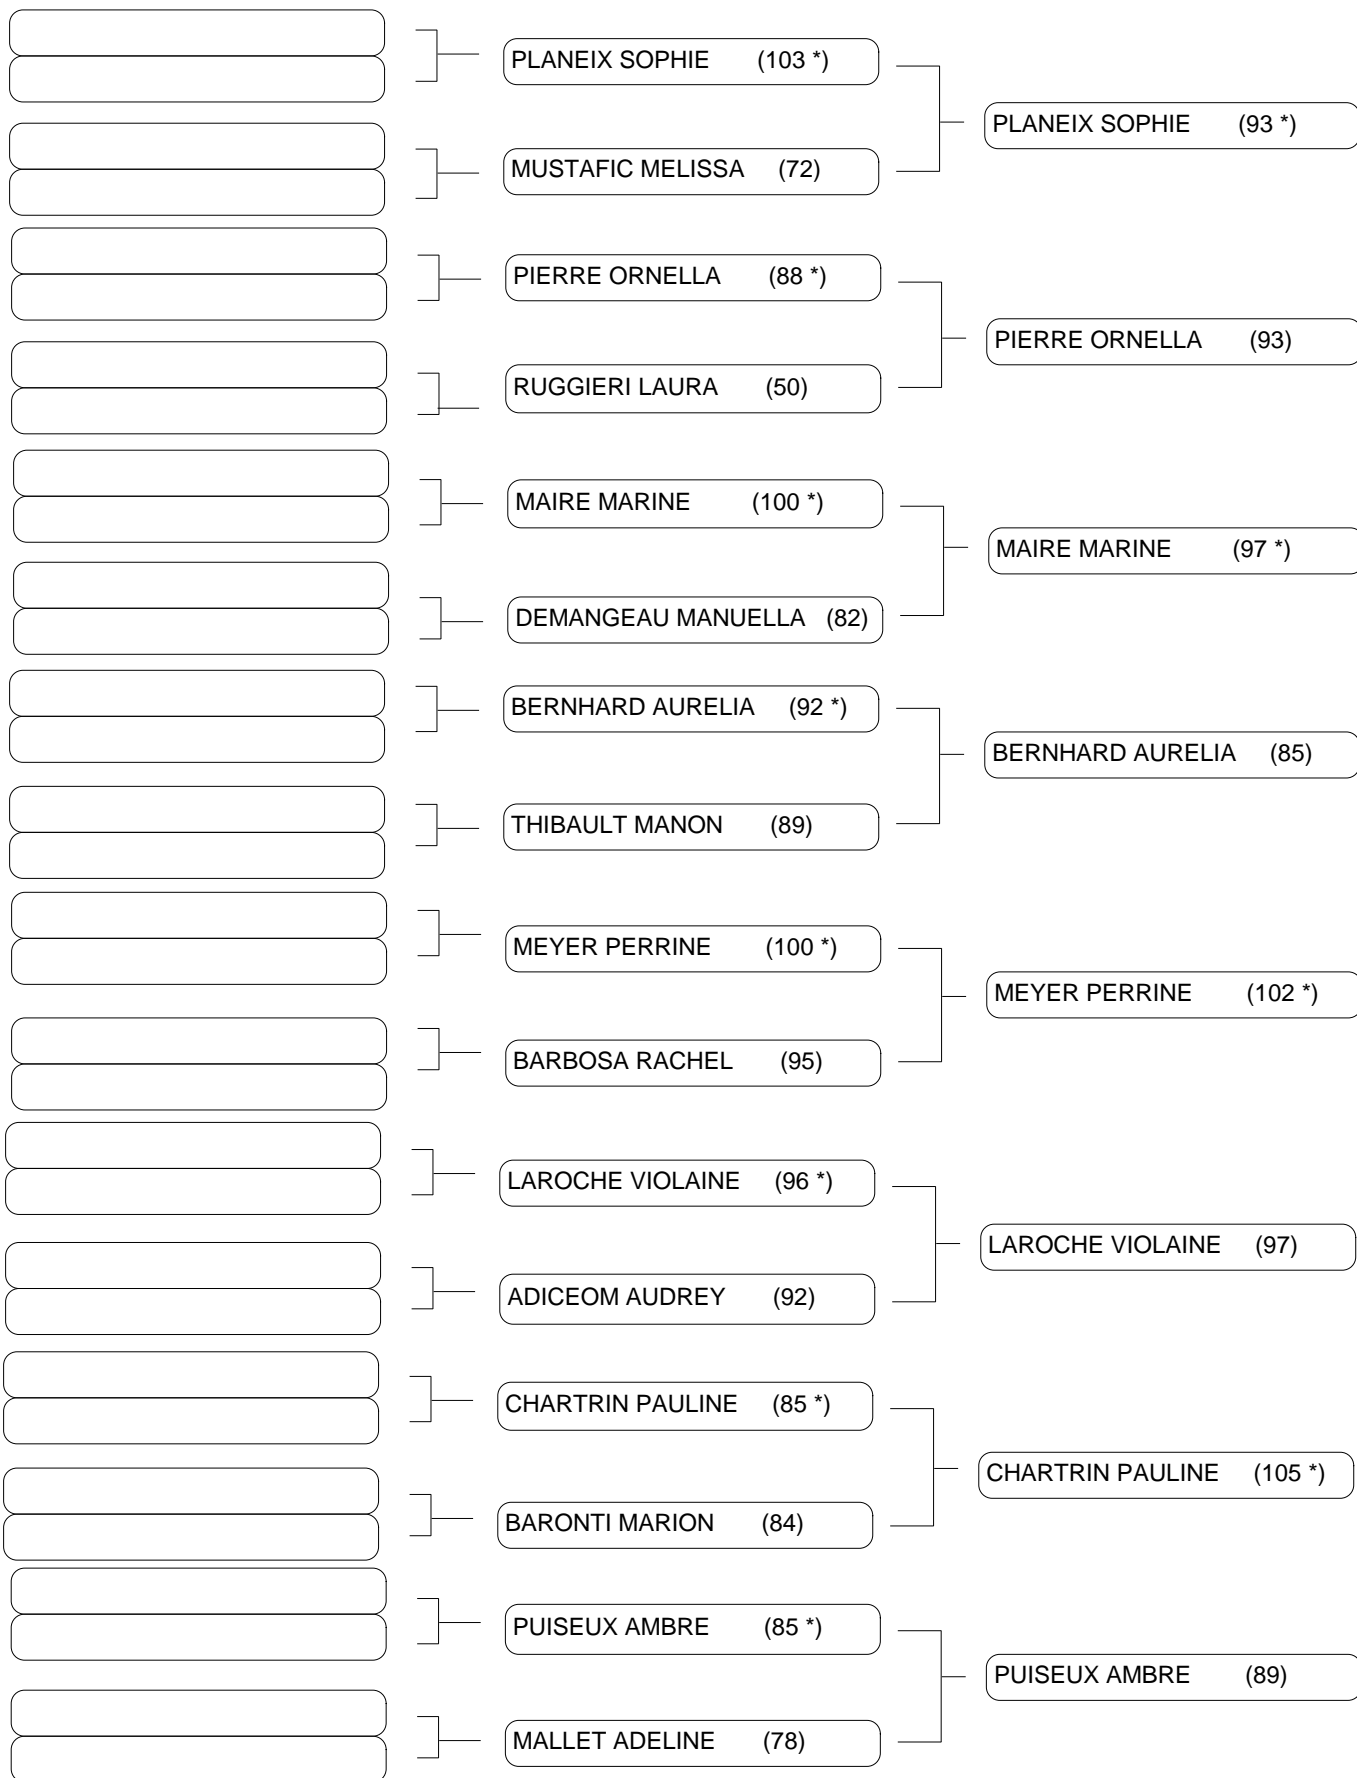 PLANEIX SOPHIE (103 *)
MUSTAFIC MELISSA (72)
PIERRE ORNELLA (88 *)
RUGGIERI LAURA (50)
MAIRE MARINE (100 *)
DEMANGEAU MANUELLA (82)
BERNHARD AURELIA (92 *)
THIBAULT MANON (89)
MEYER PERRINE (100 *)
BARBOSA RACHEL (95)
LAROCHE VIOLAINE (96 *)
ADICEOM AUDREY (92)
CHARTRIN PAULINE (85 *)
BARONTI MARION (84)
PUISEUX AMBRE (85 *)
MALLET ADELINE (78)
PLANEIX SOPHIE (93 *)
PIERRE ORNELLA (93)
MAIRE MARINE (97 *)
BERNHARD AURELIA (85)
MEYER PERRINE (102 *)
LAROCHE VIOLAINE (97)
CHARTRIN PAULINE (105 *)
PUISEUX AMBRE (89)